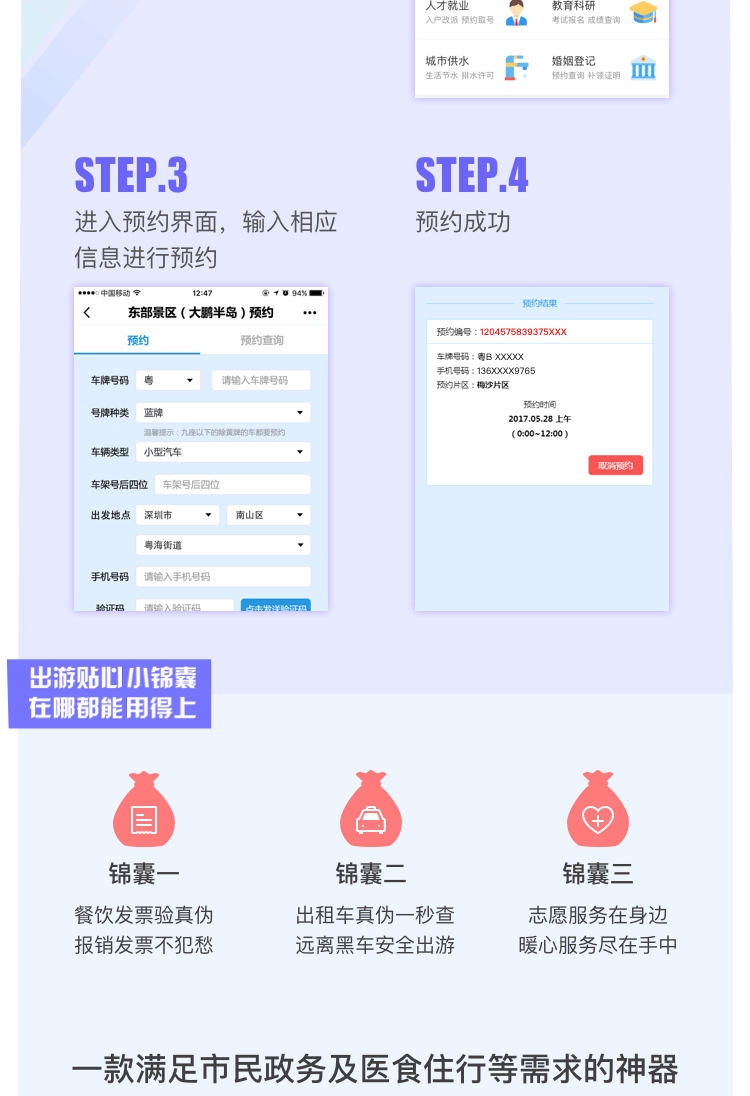 人才就业
入户改派 预约取号
教育科研
考试报名 成绩查询
城市供水
生活节水 排水许可
婚姻登记
预约查询 补领证明
STEP.3
进入预约界面，输入相应
信息进行预约
STEP.4
预约成功
中国移动 12:47 94%
东部景区（大鹏半岛）预约
预约 预约查询
车牌号码 粤 请输入车牌号码
号牌种类 蓝牌
温馨提示：九座以下的除黄牌的车都要预约
车辆类型 小型汽车
车架号后四位 车架号后四位
出发地点 深圳市 南山区
粤海街道
手机号码 请输入手机号码
验证码 请输入验证码 点击发送验证码
预约结果
预约编号：1204575839375XXX
车牌号码：粤B XXXXX
手机号码：136XXXX9765
预约片区：梅沙片区
预约时间
2017.05.28 上午
（0:00~12:00）
取消预约
出游贴心小锦囊
在哪都能用得上
锦囊一
餐饮发票验真伪
报销发票不犯愁
锦囊二
出租车真伪一秒查
远离黑车安全出游
锦囊三
志愿服务在身边
暖心服务尽在手中
一款满足市民政务及医食住行等需求的神器